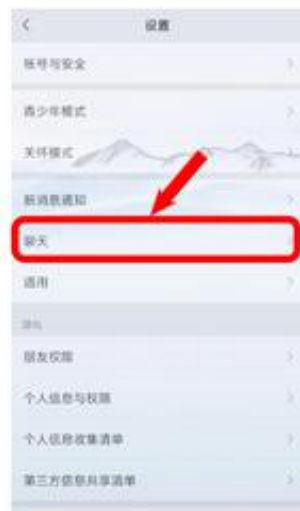 设置
账号与安全
青少年模式
关怀模式
新消息通知
聊天
通用
隐私
朋友权限
个人信息与权限
个人信息收集清单
第三方信息共享清单